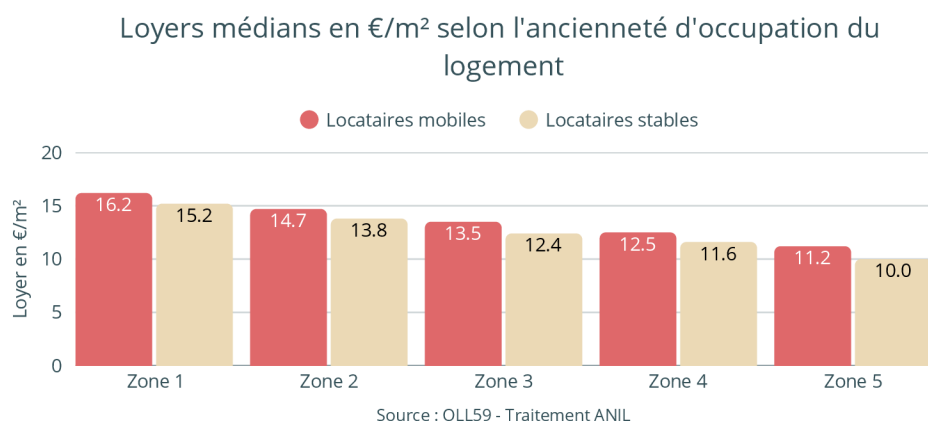 Loyers médians en €/m² selon l'ancienneté d'occupation du
logement
Locataires mobiles
Locataires stables
20
15
10
5
0
Loyer en €/m²
16.2
15.2
14.7
13.8
13.5
12.4
12.5
11.6
11.2
10.0
Zone 1
Zone 2
Zone 3
Zone 4
Zone 5
Source : OLL59 - Traitement ANIL